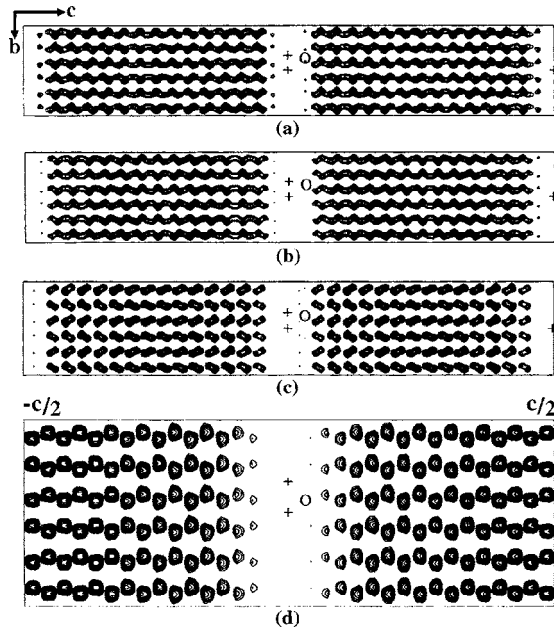 c
b
+ O
+
+
(a)
+ O
+
+
(b)
+ O
+
+
(c)
-c/2
c/2
+ O
+
(d)